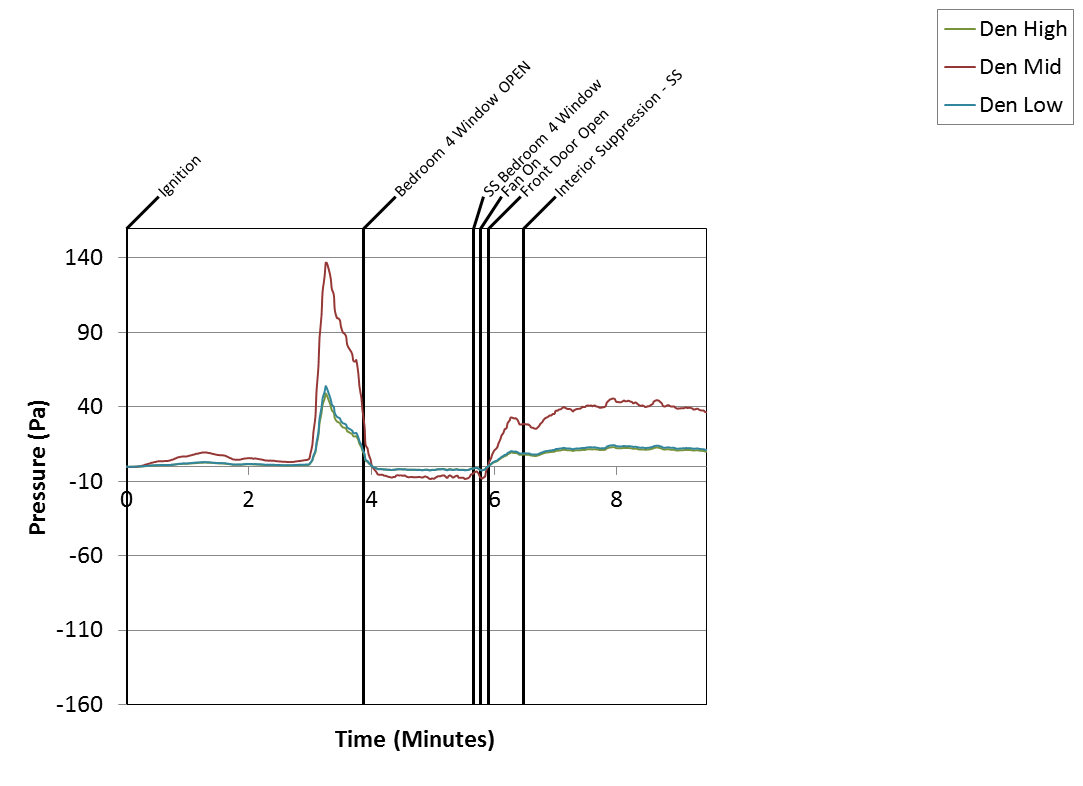 Den High
Den Mid
Den Low
Ignition
Bedroom 4 Window OPEN
SS Bedroom 4 Window
Fan On
Front Door Open
Interior Suppression - SS
140
90
40
-10
-60
-110
-160
0 2 4 6 8
Pressure (Pa)
Time (Minutes)